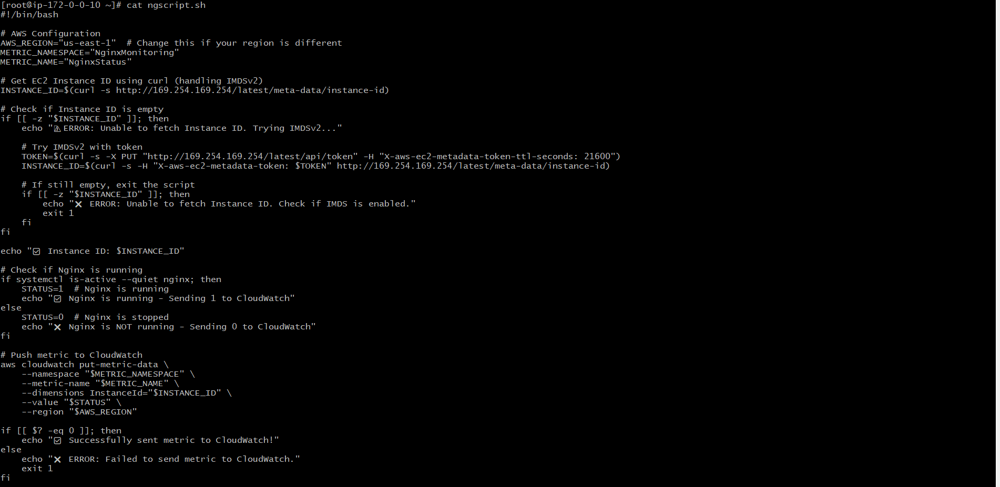 [root@ip-172-0-0-10 ~]# cat ngscript.sh
#!/bin/bash

# AWS Configuration
AWS_REGION="us-east-1"  # Change this if your region is different
METRIC_NAMESPACE="NginxMonitoring"
METRIC_NAME="NginxStatus"

# Get EC2 Instance ID using curl (handling IMDSv2)
INSTANCE_ID=$(curl -s http://169.254.169.254/latest/meta-data/instance-id)

# Check if Instance ID is empty
if [[ -z "$INSTANCE_ID" ]]; then
    echo "⚠ ERROR: Unable to fetch Instance ID. Trying IMDSv2..."

    # Try IMDSv2 with token
    TOKEN=$(curl -s -X PUT "http://169.254.169.254/latest/api/token" -H "X-aws-ec2-metadata-token-ttl-seconds: 21600")
    INSTANCE_ID=$(curl -s -H "X-aws-ec2-metadata-token: $TOKEN" http://169.254.169.254/latest/meta-data/instance-id)

    # If still empty, exit the script
    if [[ -z "$INSTANCE_ID" ]]; then
        echo "❌ ERROR: Unable to fetch Instance ID. Check if IMDS is enabled."
        exit 1
    fi
fi

echo "✅ Instance ID: $INSTANCE_ID"

# Check if Nginx is running
if systemctl is-active --quiet nginx; then
    STATUS=1  # Nginx is running
    echo "✅ Nginx is running - Sending 1 to CloudWatch"
else
    STATUS=0  # Nginx is stopped
    echo "❌ Nginx is NOT running - Sending 0 to CloudWatch"
fi

# Push metric to CloudWatch
aws cloudwatch put-metric-data \
    --namespace "$METRIC_NAMESPACE" \
    --metric-name "$METRIC_NAME" \
    --dimensions InstanceId="$INSTANCE_ID" \
    --value "$STATUS" \
    --region "$AWS_REGION"

if [[ $? -eq 0 ]]; then
    echo "✅ Successfully sent metric to CloudWatch!"
else
    echo "❌ ERROR: Failed to send metric to CloudWatch."
    exit 1
fi